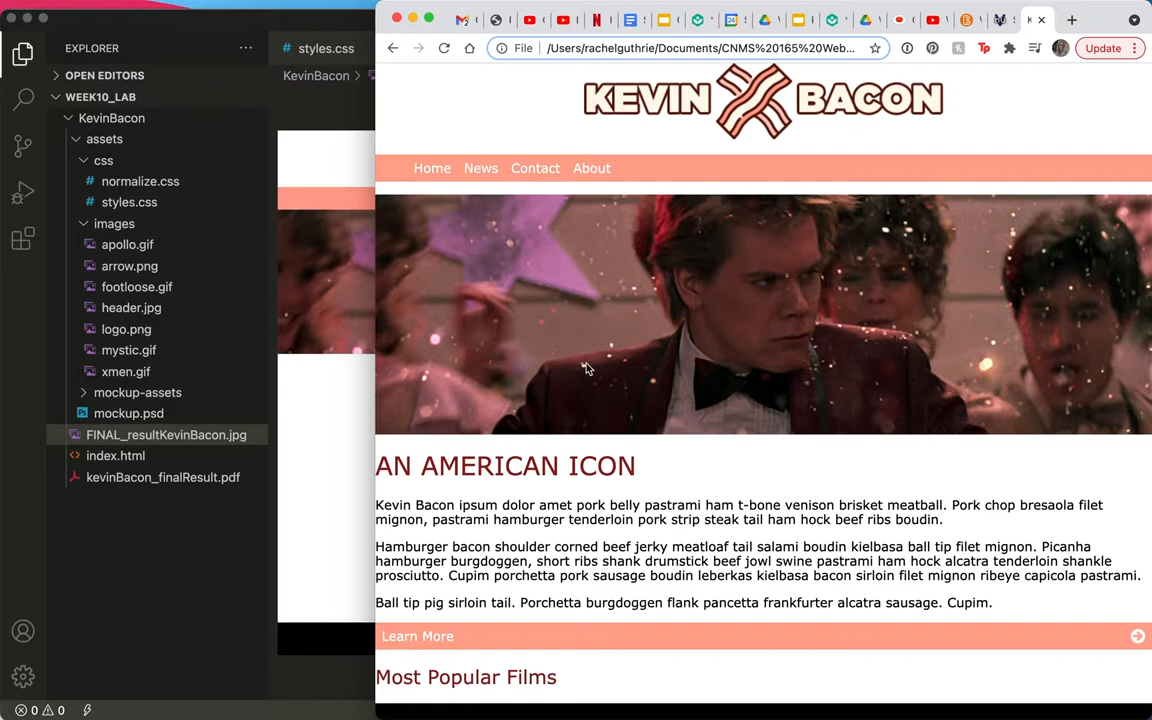 File
/Users/rachelguthrie/Documents/CNMS%20165%20Web...
Update
EXPLORER
styles.css
OPEN EDITORS
KevinBacon
WEEK10_LAB
KevinBacon
assets
css
normalize.css
styles.css
images
apollo.gif
arrow.png
footloose.gif
header.jpg
logo.png
mystic.gif
xmen.gif
mockup-assets
mockup.psd
FINAL_resultKevinBacon.jpg
index.html
kevinBacon_finalResult.pdf
0 0
KEVIN BACON
Home News Contact About
AN AMERICAN ICON
Kevin Bacon ipsum dolor amet pork belly pastrami ham t-bone venison brisket meatball. Pork chop bresaola filet
mignon, pastrami hamburger tenderloin pork strip steak tail ham hock beef ribs boudin.
Hamburger bacon shoulder corned beef jerky meatloaf tail salami boudin kielbasa ball tip filet mignon. Picanha
hamburger burgdoggen, short ribs shank drumstick beef jowl swine pastrami ham hock alcatra tenderloin shankle
prosciutto. Cupim porchetta pork sausage boudin leberkas kielbasa bacon sirloin filet mignon ribeye capicola pastrami.
Ball tip pig sirloin tail. Porchetta burgdoggen flank pancetta frankfurter alcatra sausage. Cupim.
Learn More
Most Popular Films